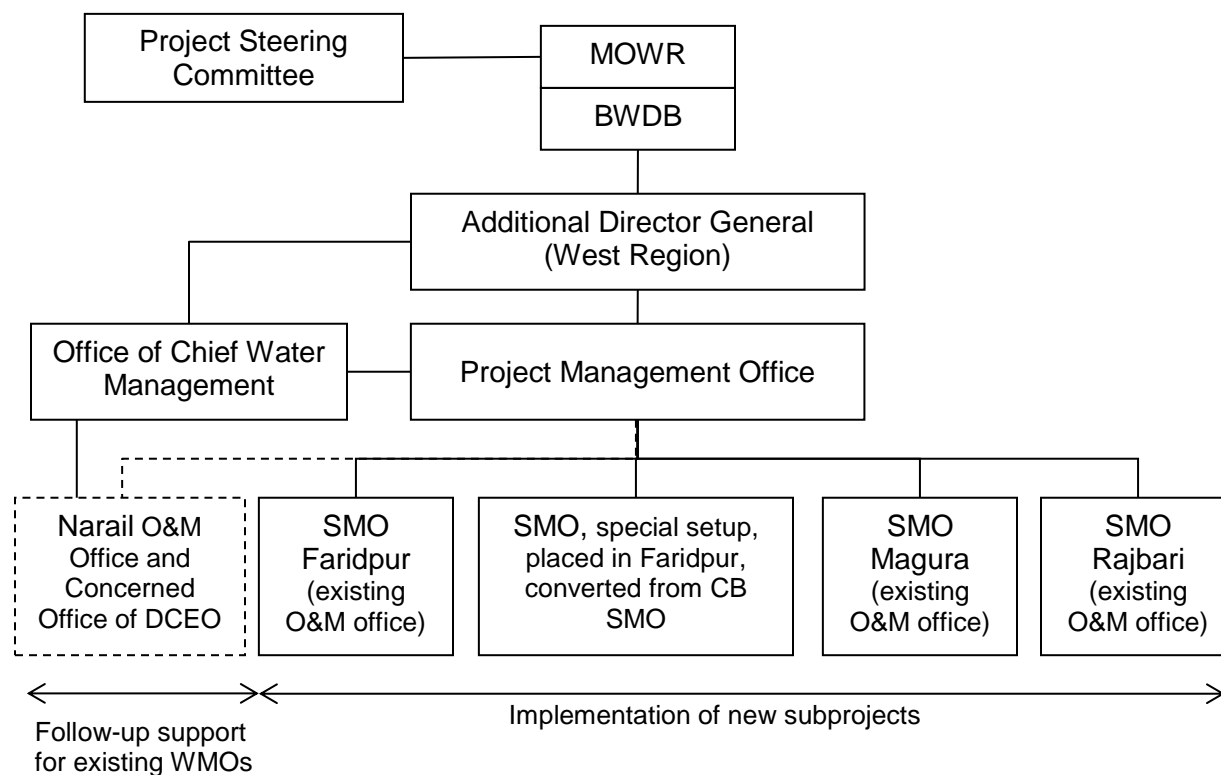 Project Steering
Committee
MOWR
BWDB
Additional Director General
(West Region)
Office of Chief Water
Management
Project Management Office
Narail O&M
Office and
Concerned
Office of DCEO
SMO
Faridpur
(existing
O&M office)
SMO, special setup,
placed in Faridpur,
converted from CB
SMO
SMO
Magura
(existing
O&M office)
SMO
Rajbari
(existing
O&M office)
Follow-up support
for existing WMOs
Implementation of new subprojects